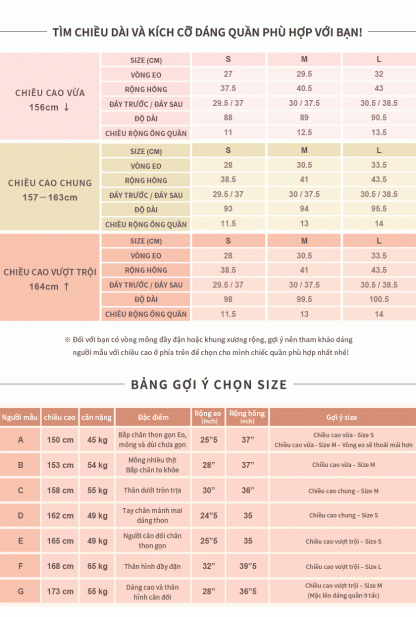 TÌM CHIỀU DÀI VÀ KÍCH CỠ DÁNG QUẦN PHÙ HỢP VỚI BẠN!
CHIỀU CAO VỪA
156cm ↓
SIZE (CM) S M L
VÒNG EO 27 29.5 32
RỘNG HÔNG 37.5 40.5 43
ĐÁY TRƯỚC / ĐÁY SAU 29.5 / 37 30 / 37.5 30.5 / 38.5
ĐỘ DÀI 88 89 90.5
CHIỀU RỘNG ỐNG QUẦN 11 12.5 13.5
CHIỀU CAO CHUNG
157－163cm
SIZE (CM) S M L
VÒNG EO 28 30.5 33.5
RỘNG HÔNG 38.5 41 43.5
ĐÁY TRƯỚC / ĐÁY SAU 29.5 / 37 30 / 37.5 30.5 / 38.5
ĐỘ DÀI 93 94 95.5
CHIỀU RỘNG ỐNG QUẦN 11.5 13 14
CHIỀU CAO VƯỢT TRỘI
164cm ↑
SIZE (CM) S M L
VÒNG EO 28 30.5 33.5
RỘNG HÔNG 38.5 41 43.5
ĐÁY TRƯỚC / ĐÁY SAU 29.5 / 37 30 / 37.5 30.5 / 38.5
ĐỘ DÀI 98 99.5 100.5
CHIỀU RỘNG ỐNG QUẦN 11.5 13 14
※ Đối với bạn có vòng mông đầy đặn hoặc khung xương rộng, gợi ý nên tham khảo dáng
người mẫu với chiều cao ở phía trên để chọn cho mình chiếc quần phù hợp nhất nhé!
BẢNG GỢI Ý CHỌN SIZE
Người mẫu chiều cao cân nặng Đặc điểm Rộng eo (inch) Rộng hông inch) Gợi ý size
A 150 cm 45 kg Bắp chân thon gọn Eo, mông và đùi chưa gọn 25"5 37" Chiều cao vừa - Size S
Chiều cao vừa - Size M – Vòng eo sẽ thoải mái hơn
B 153 cm 54 kg Mông nhiều thịt Bắp chân to khỏe 28" 37" Chiều cao vừa – Size M
C 158 cm 55 kg Thân dưới tròn trịa 30" 36" Chiều cao chung – Size M
D 162 cm 49 kg Tay chân mảnh mai dáng thon 24"5 35 Chiều cao chung – Size S
E 165 cm 49 kg Người cân đối chân thon gọn 25"5 35 Chiều cao vượt trội – Size S
F 168 cm 65 kg Thân hình đầy đặn 32" 39"5 Chiều cao vượt trội – Size L
G 173 cm 55 kg Dáng cao và thân hình cân đối 28" 36"5 Chiều cao vượt trội – Size M
(Mặc lên dáng quần 9 tấc)